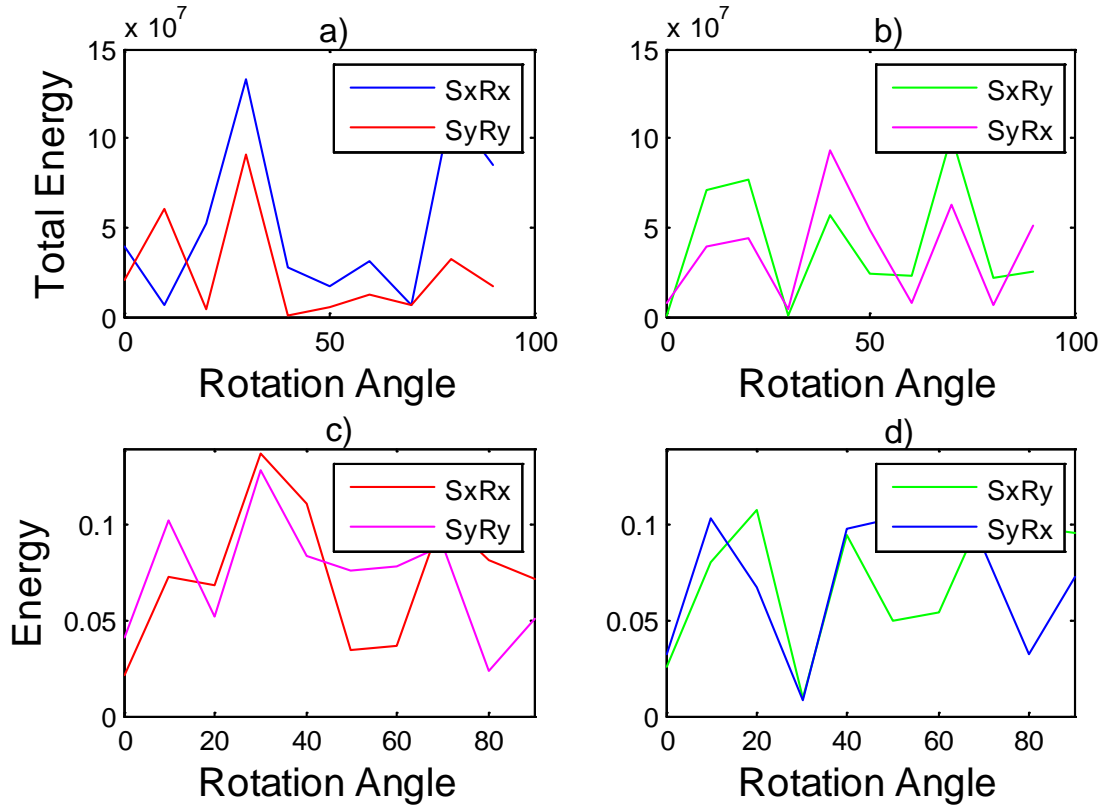 x 10^7
a)
15
10
5
0
Total Energy
SxRx
SyRy
0 50 100
Rotation Angle
x 10^7
b)
15
10
5
0
SxRy
SyRx
0 50 100
Rotation Angle
c)
0.1
0.05
0
Energy
SxRx
SyRy
0 20 40 60 80
Rotation Angle
d)
0.1
0.05
0
SxRy
SyRx
0 20 40 60 80
Rotation Angle